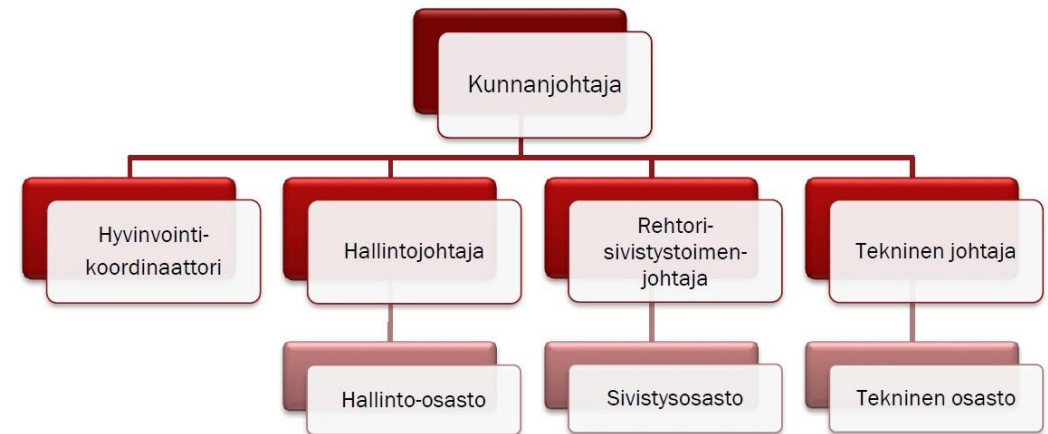 Kunnanjohtaja
Hyvinvointi-
koordinaattori
Hallintojohtaja
Rehtori-
sivistystoimen-
johtaja
Tekninen johtaja
Hallinto-osasto
Sivistysosasto
Tekninen osasto